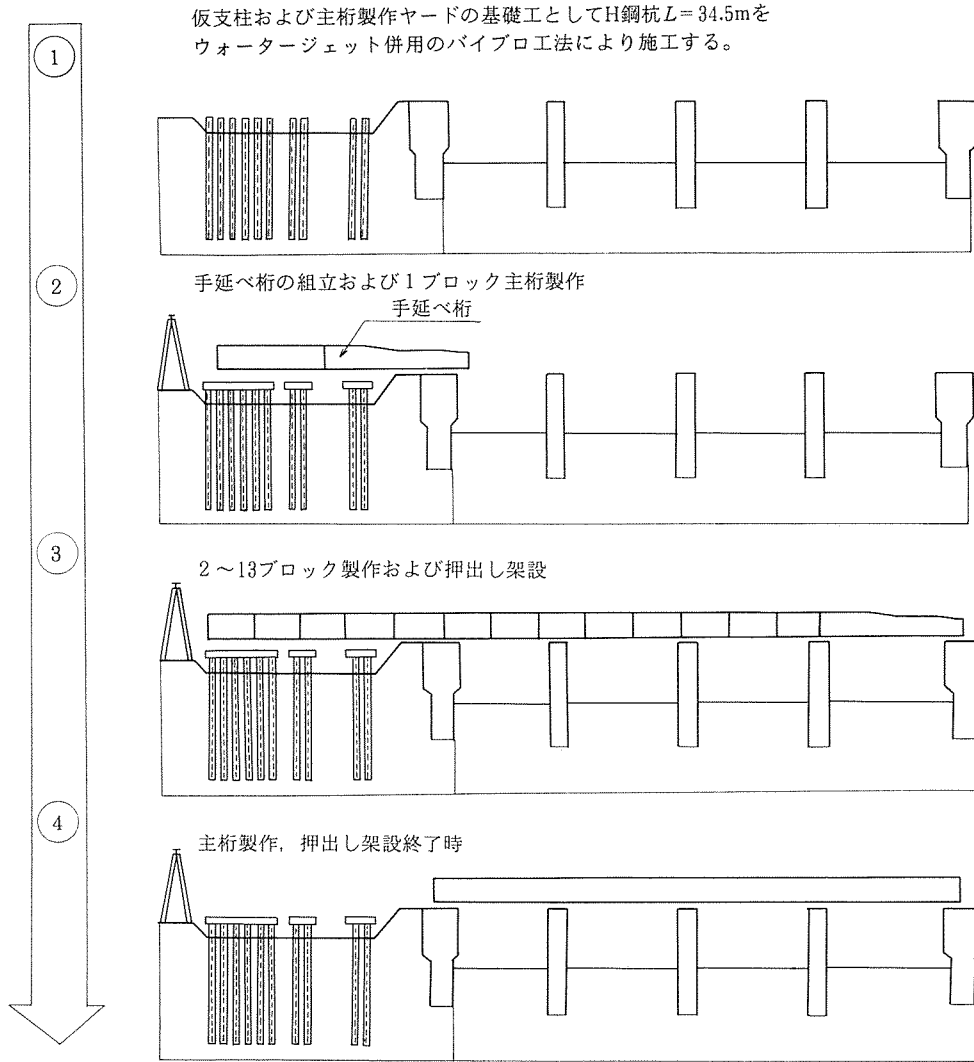 仮支柱および主桁製作ヤードの基礎工としてH鋼杭L=34.5mを
ウォータージェット併用のバイブロ工法により施工する。
①
②
手延べ桁の組立および1ブロック主桁製作
手延べ桁
③
2～13ブロック製作および押出し架設
④
主桁製作，押出し架設終了時